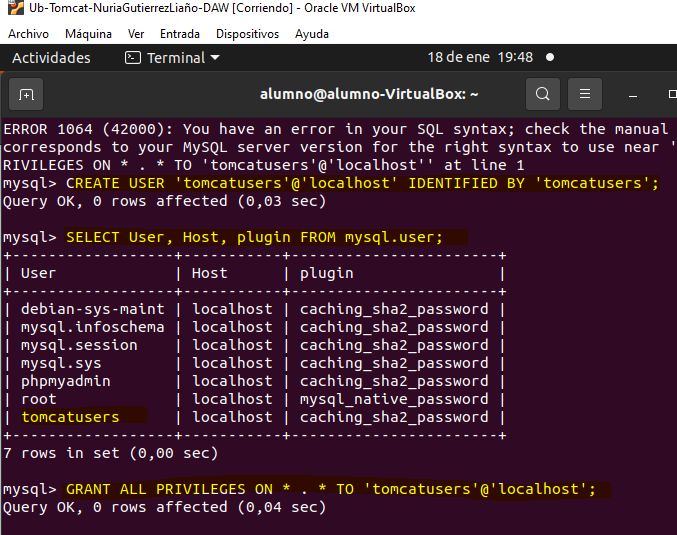 Ub-Tomcat-NuriaGutierrezLiaño-DAW [Corriendo] - Oracle VM VirtualBox
Archivo Máquina Ver Entrada Dispositivos Ayuda
Actividades Terminal 18 de ene 19:48
alumno@alumno-VirtualBox: ~
ERROR 1064 (42000): You have an error in your SQL syntax; check the manual
corresponds to your MySQL server version for the right syntax to use near '
RIVILEGES ON * . * TO 'tomcatusers'@'localhost'' at line 1
mysql> CREATE USER 'tomcatusers'@'localhost' IDENTIFIED BY 'tomcatusers';
Query OK, 0 rows affected (0,03 sec)
mysql> SELECT User, Host, plugin FROM mysql.user;
+------------------+-----------+-----------------------+
| User             | Host      | plugin                |
+------------------+-----------+-----------------------+
| debian-sys-maint | localhost | caching_sha2_password |
| mysql.infoschema | localhost | caching_sha2_password |
| mysql.session    | localhost | caching_sha2_password |
| mysql.sys        | localhost | caching_sha2_password |
| phpmyadmin       | localhost | caching_sha2_password |
| root             | localhost | mysql_native_password |
| tomcatusers      | localhost | caching_sha2_password |
+------------------+-----------+-----------------------+
7 rows in set (0,00 sec)
mysql> GRANT ALL PRIVILEGES ON * . * TO 'tomcatusers'@'localhost';
Query OK, 0 rows affected (0,04 sec)